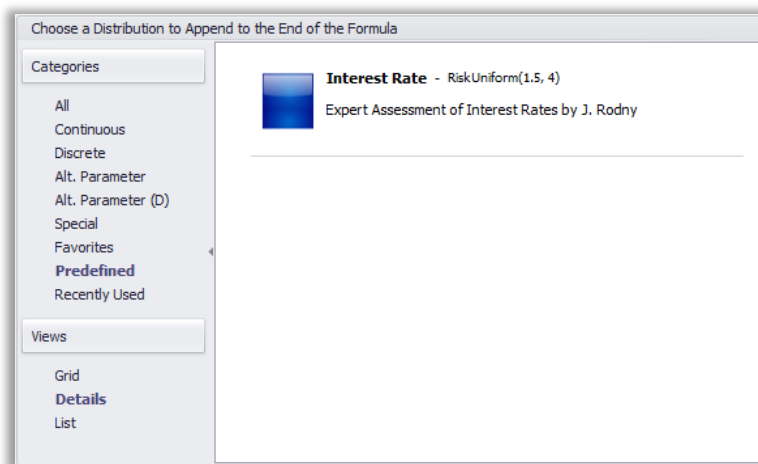 Choose a Distribution to Append to the End of the Formula
Categories
All
Continuous
Discrete
Alt. Parameter
Alt. Parameter (D)
Special
Favorites
Predefined
Recently Used
Views
Grid
Details
List
Interest Rate - RiskUniform(1.5, 4)
Expert Assessment of Interest Rates by J. Rodny